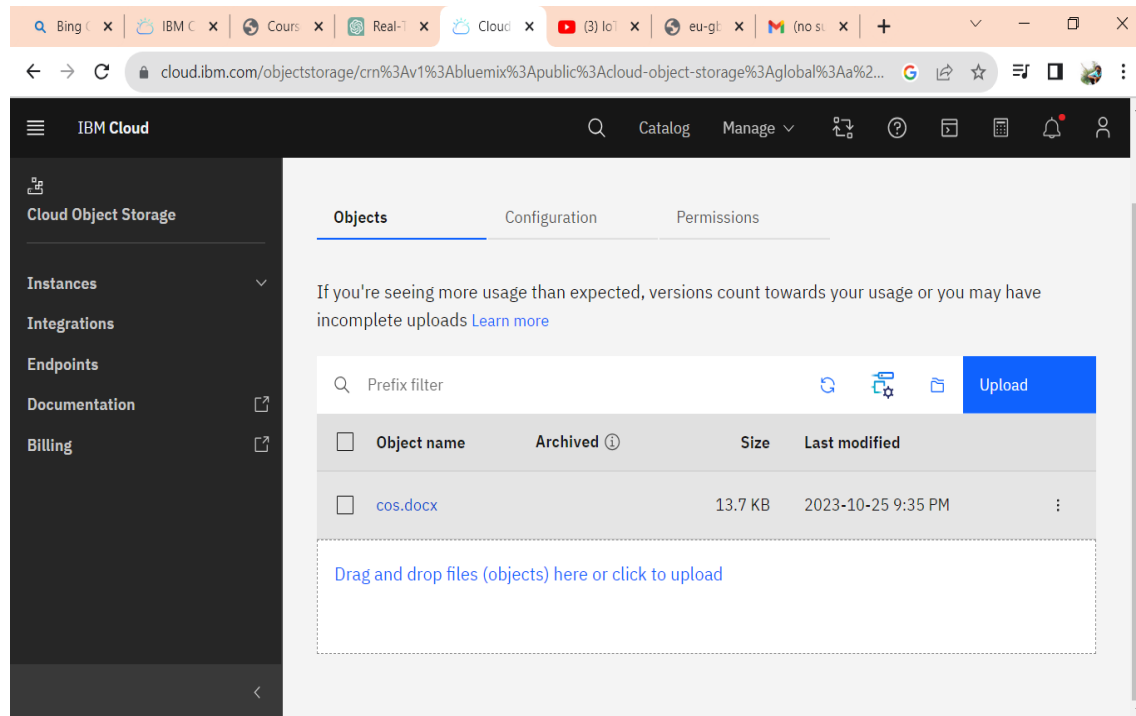 Bing C
IBM C
Cours
Real-T
Cloud
(3) IoT
eu-gb
(no su
cloud.ibm.com/objectstorage/crn%3Av1%3Abluemix%3Apublic%3Acloud-object-storage%3Aglobal%3Aa%2...
IBM Cloud
Catalog
Manage
Cloud Object Storage
Instances
Integrations
Endpoints
Documentation
Billing
Objects
Configuration
Permissions
If you're seeing more usage than expected, versions count towards your usage or you may have
incomplete uploads Learn more
Prefix filter
Upload
Object name Archived Size Last modified
cos.docx 13.7 KB 2023-10-25 9:35 PM
Drag and drop files (objects) here or click to upload